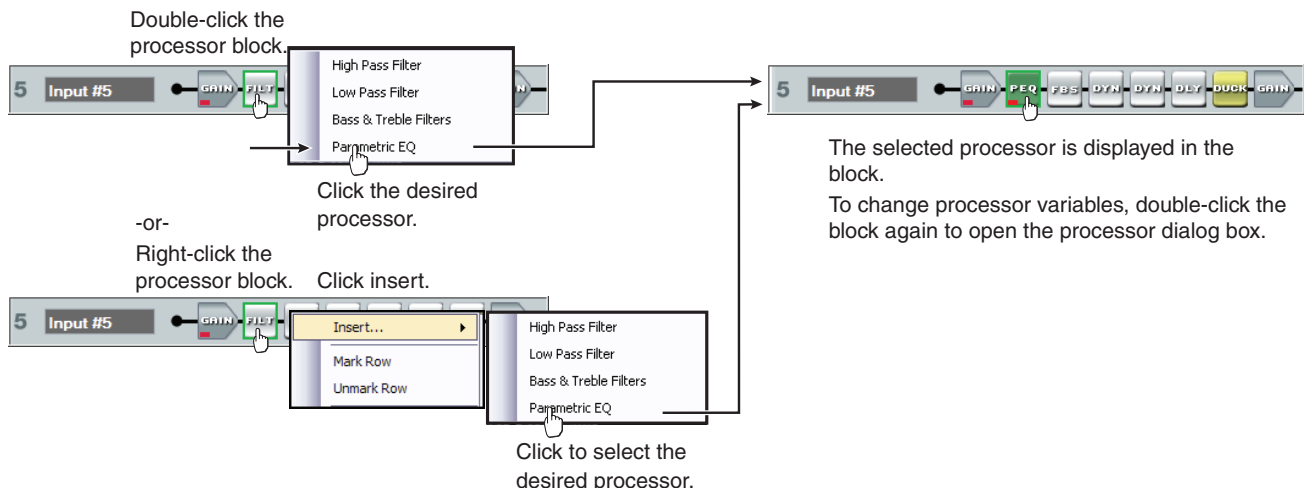 Double-click the
processor block.
5 Input #5 GAIN FILT
High Pass Filter
Low Pass Filter
Bass & Treble Filters
Parametric EQ
Click the desired
processor.
-or-
Right-click the
processor block.
Click insert.
5 Input #5 GAIN FILT
Insert...
Mark Row
Unmark Row
High Pass Filter
Low Pass Filter
Bass & Treble Filters
Parametric EQ
Click to select the
desired processor.
5 Input #5 GAIN PEQ FBS DYN DYN DLY DUCK GAIN
The selected processor is displayed in the
block.
To change processor variables, double-click the
block again to open the processor dialog box.